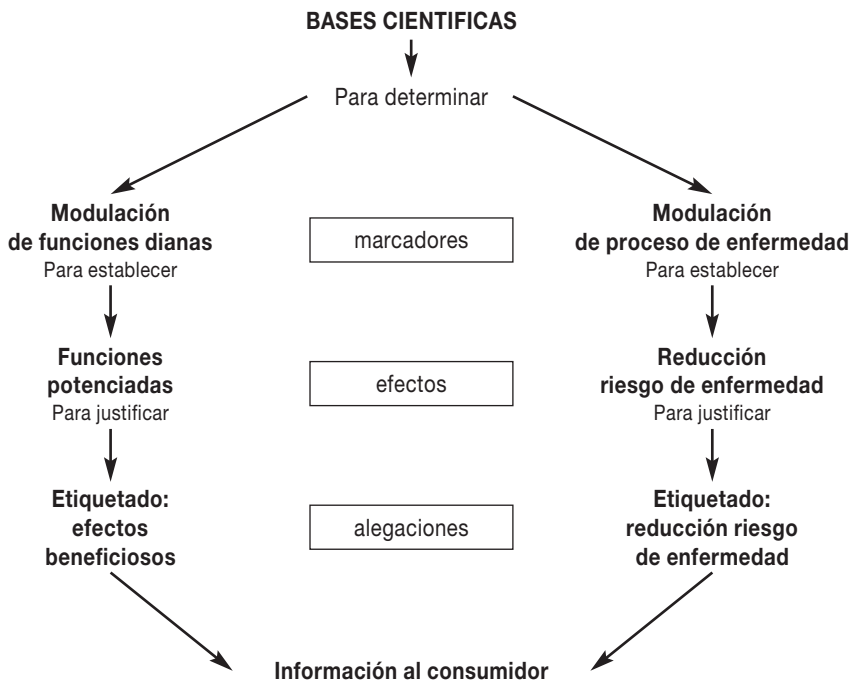 BASES CIENTIFICAS
Para determinar
Modulación
de funciones dianas
Para establecer
marcadores
Modulación
de proceso de enfermedad
Para establecer
Funciones
potenciadas
Para justificar
efectos
Reducción
riesgo de enfermedad
Para justificar
Etiquetado:
efectos
beneficiosos
alegaciones
Etiquetado:
reducción riesgo
de enfermedad
Información al consumidor